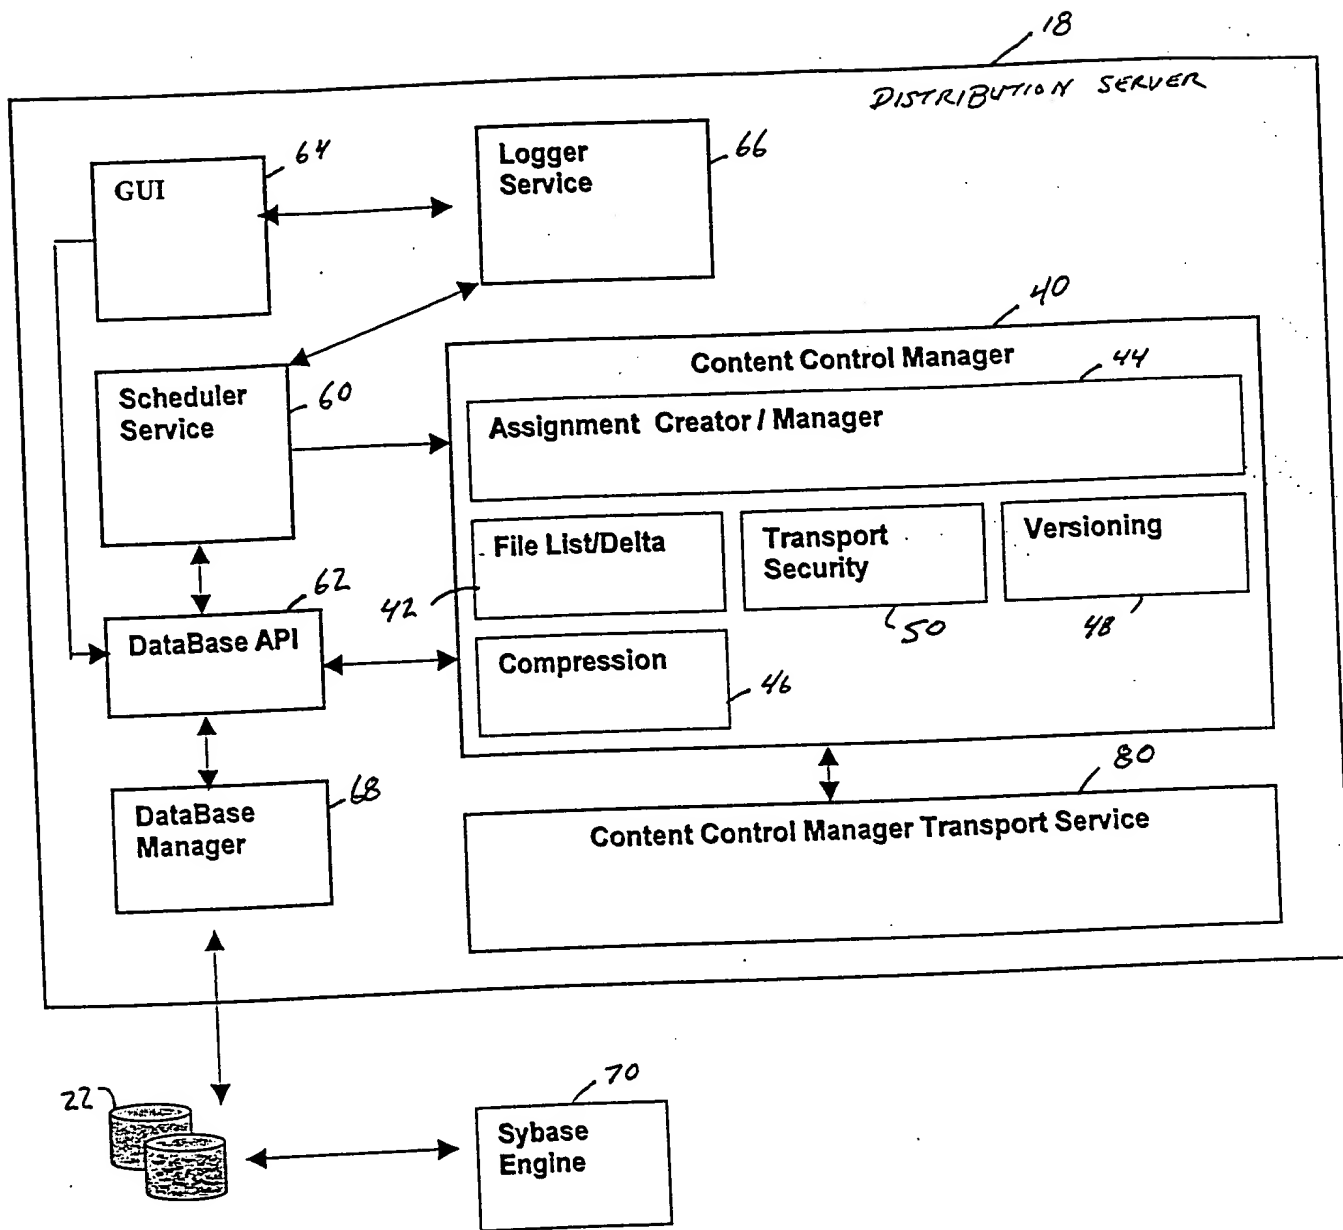 18
DISTRIBUTION SERVER
GUI
64
Logger
Service
66
40
Content Control Manager
44
Scheduler
Service
60
Assignment Creator / Manager
File List/Delta
42
Transport
Security
50
Versioning
48
62
DataBase API
Compression
46
68
DataBase
Manager
80
Content Control Manager Transport Service
22
70
Sybase
Engine